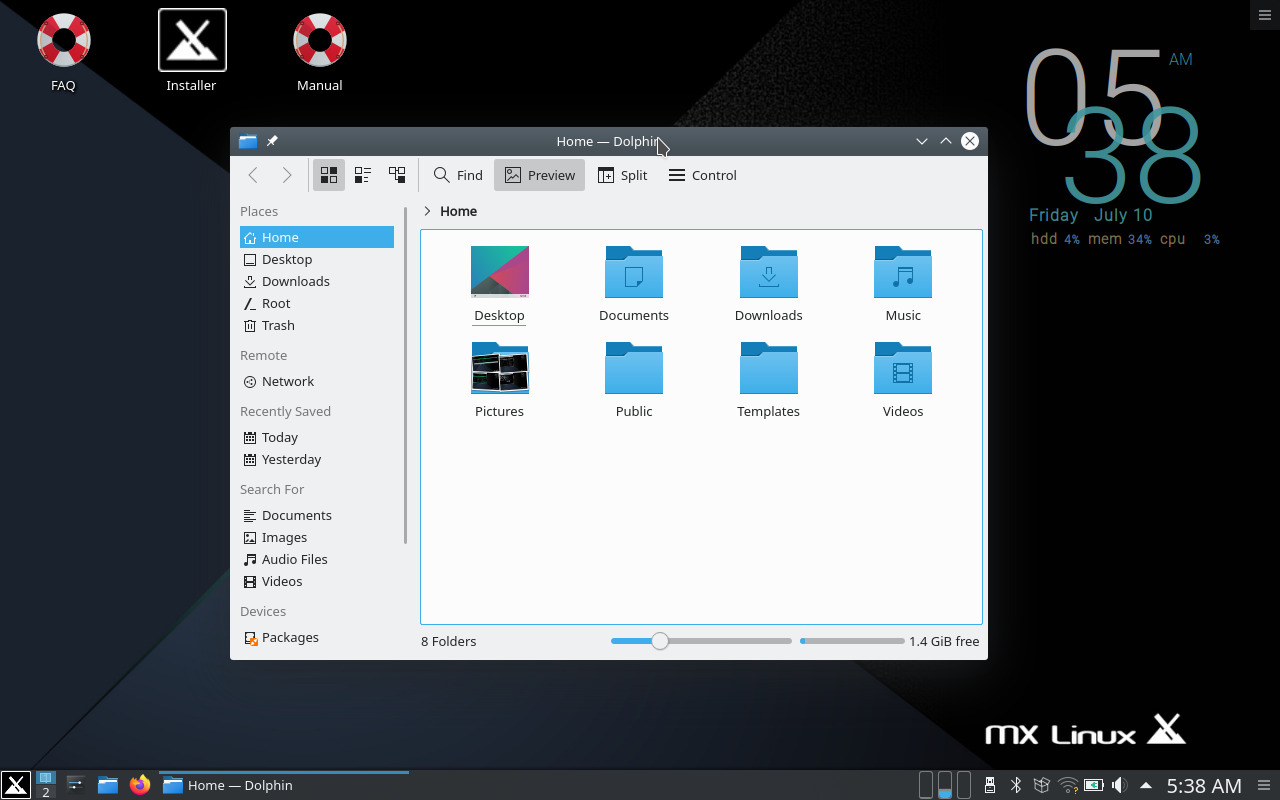 FAQ
Installer
Manual
05 AM
38
Friday July 10
hdd 4% mem 34% cpu 3%
Home — Dolphin
Find
Preview
Split
Control
Places
Home
Desktop
Downloads
Root
Trash
Remote
Network
Recently Saved
Today
Yesterday
Search For
Documents
Images
Audio Files
Videos
Devices
Packages
Home
Desktop
Documents
Downloads
Music
Pictures
Public
Templates
Videos
8 Folders
1.4 GiB free
MX Linux
2
Home — Dolphin
5:38 AM